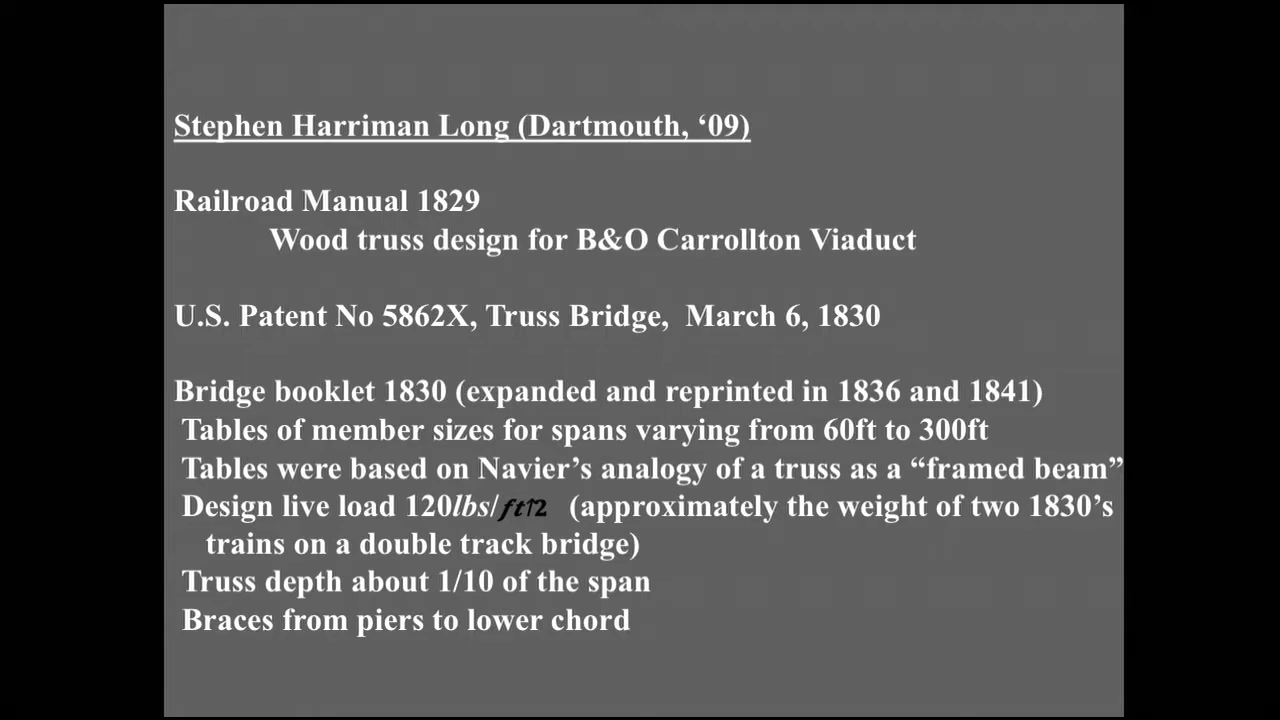 Stephen Harriman Long (Dartmouth, ‘09)
Railroad Manual 1829
Wood truss design for B&O Carrollton Viaduct
U.S. Patent No 5862X, Truss Bridge,  March 6, 1830
Bridge booklet 1830 (expanded and reprinted in 1836 and 1841)
Tables of member sizes for spans varying from 60ft to 300ft
Tables were based on Navier’s analogy of a truss as a “framed beam”
Design live load 120lbs/ft↑2 (approximately the weight of two 1830’s
trains on a double track bridge)
Truss depth about 1/10 of the span
Braces from piers to lower chord